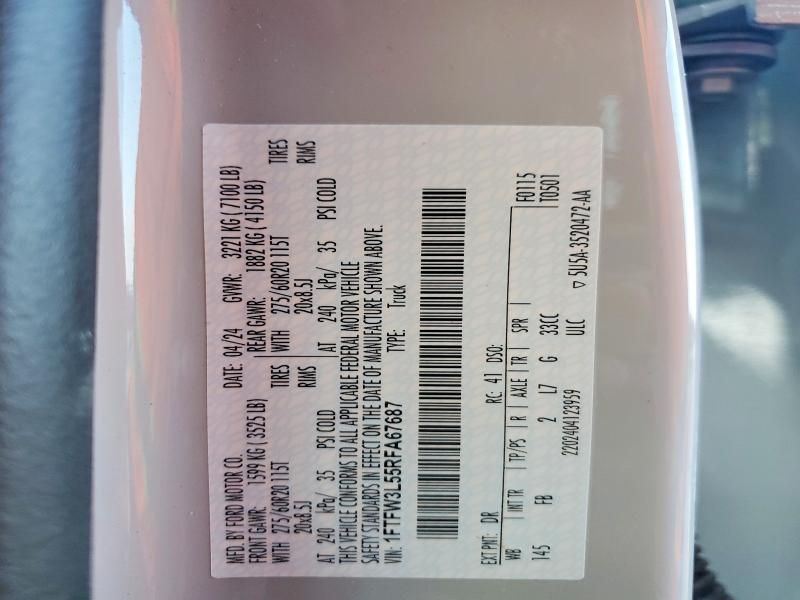 MFD. BY FORD MOTOR CO.
DATE: 04/24 GVWR: 3221 KG ( 7100 LB)
FRONT GAWR: 1599 KG ( 3525 LB) REAR GAWR: 1882 KG ( 4150 LB)
WITH 275/60R20 115T TIRES WITH 275/60R20 115T TIRES
20x8.5J RIMS 20x8.5J RIMS
AT 240 kPa/ 35 PSI COLD AT 240 kPa/ 35 PSI COLD
THIS VEHICLE CONFORMS TO ALL APPLICABLE FEDERAL MOTOR VEHICLE
SAFETY STANDARDS IN EFFECT ON THE DATE OF MANUFACTURE SHOWN ABOVE.
VIN: 1FTFW3L55RFA67687 TYPE: Truck
EXT PNT: DR RC: 41 DSO: F0115
WB INT TR TP/PS R AXLE TR SPR T0501
145 FB 2 L7 G 33CC
2202404123959 ULC ▽ 5U5A-3520472-AA